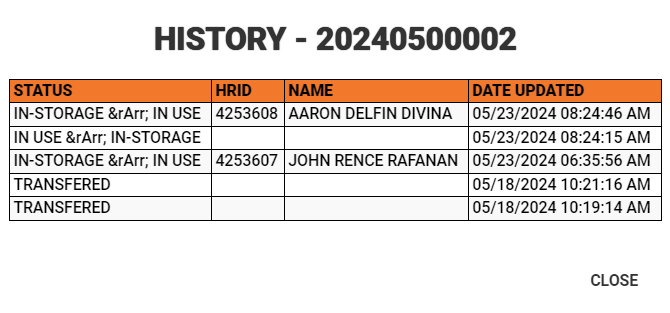 HISTORY - 20240500002
STATUS HRID NAME DATE UPDATED
IN-STORAGE &rArr; IN USE 4253608 AARON DELFIN DIVINA 05/23/2024 08:24:46 AM
IN USE &rArr; IN-STORAGE 05/23/2024 08:24:15 AM
IN-STORAGE &rArr; IN USE 4253607 JOHN RENCE RAFANAN 05/23/2024 06:35:56 AM
TRANSFERED 05/18/2024 10:21:16 AM
TRANSFERED 05/18/2024 10:19:14 AM
CLOSE